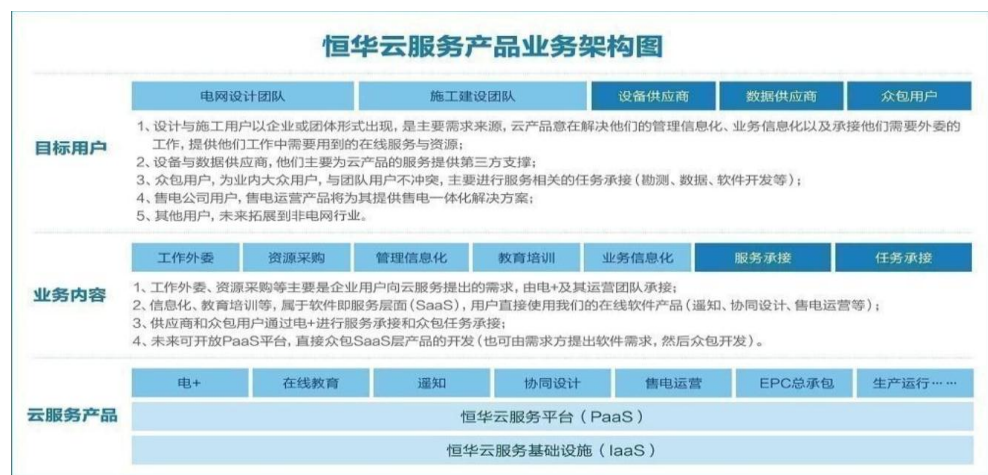 恒华云服务产品业务架构图
目标用户
电网设计团队 施工建设团队 设备供应商 数据供应商 众包用户
1、设计与施工用户以企业或团体形式出现, 是主要需求来源, 云产品意在解决他们的管理信息化、业务信息化以及承接他们需要外委的
工作, 提供他们工作中需要用到的在线服务与资源;
2、设备与数据供应商, 他们主要为云产品的服务提供第三方支撑;
3、众包用户, 为业内大众用户, 与团队用户不冲突, 主要进行服务相关的任务承接(勘测、数据、软件开发等);
4、售电公司用户, 售电运营产品将为其提供售电一体化解决方案;
5、其他用户, 未来拓展到非电网行业。
业务内容
工作外委 资源采购 管理信息化 教育培训 业务信息化 服务承接 任务承接
1、工作外委、资源采购等主要是企业用户向云服务提出的需求, 由电+及其运营团队承接;
2、信息化、教育培训等, 属于软件即服务层面(SaaS), 用户直接使用我们的在线软件产品(遥知、协同设计、售电运营等);
3、供应商和众包用户通过电+进行服务承接和众包任务承接;
4、未来可开放PaaS平台, 直接众包SaaS层产品的开发(也可由需求方提出软件需求, 然后众包开发)。
云服务产品
电+ 在线教育 遥知 协同设计 售电运营 EPC总承包 生产运行……
恒华云服务平台(PaaS)
恒华云服务基础设施(IaaS)